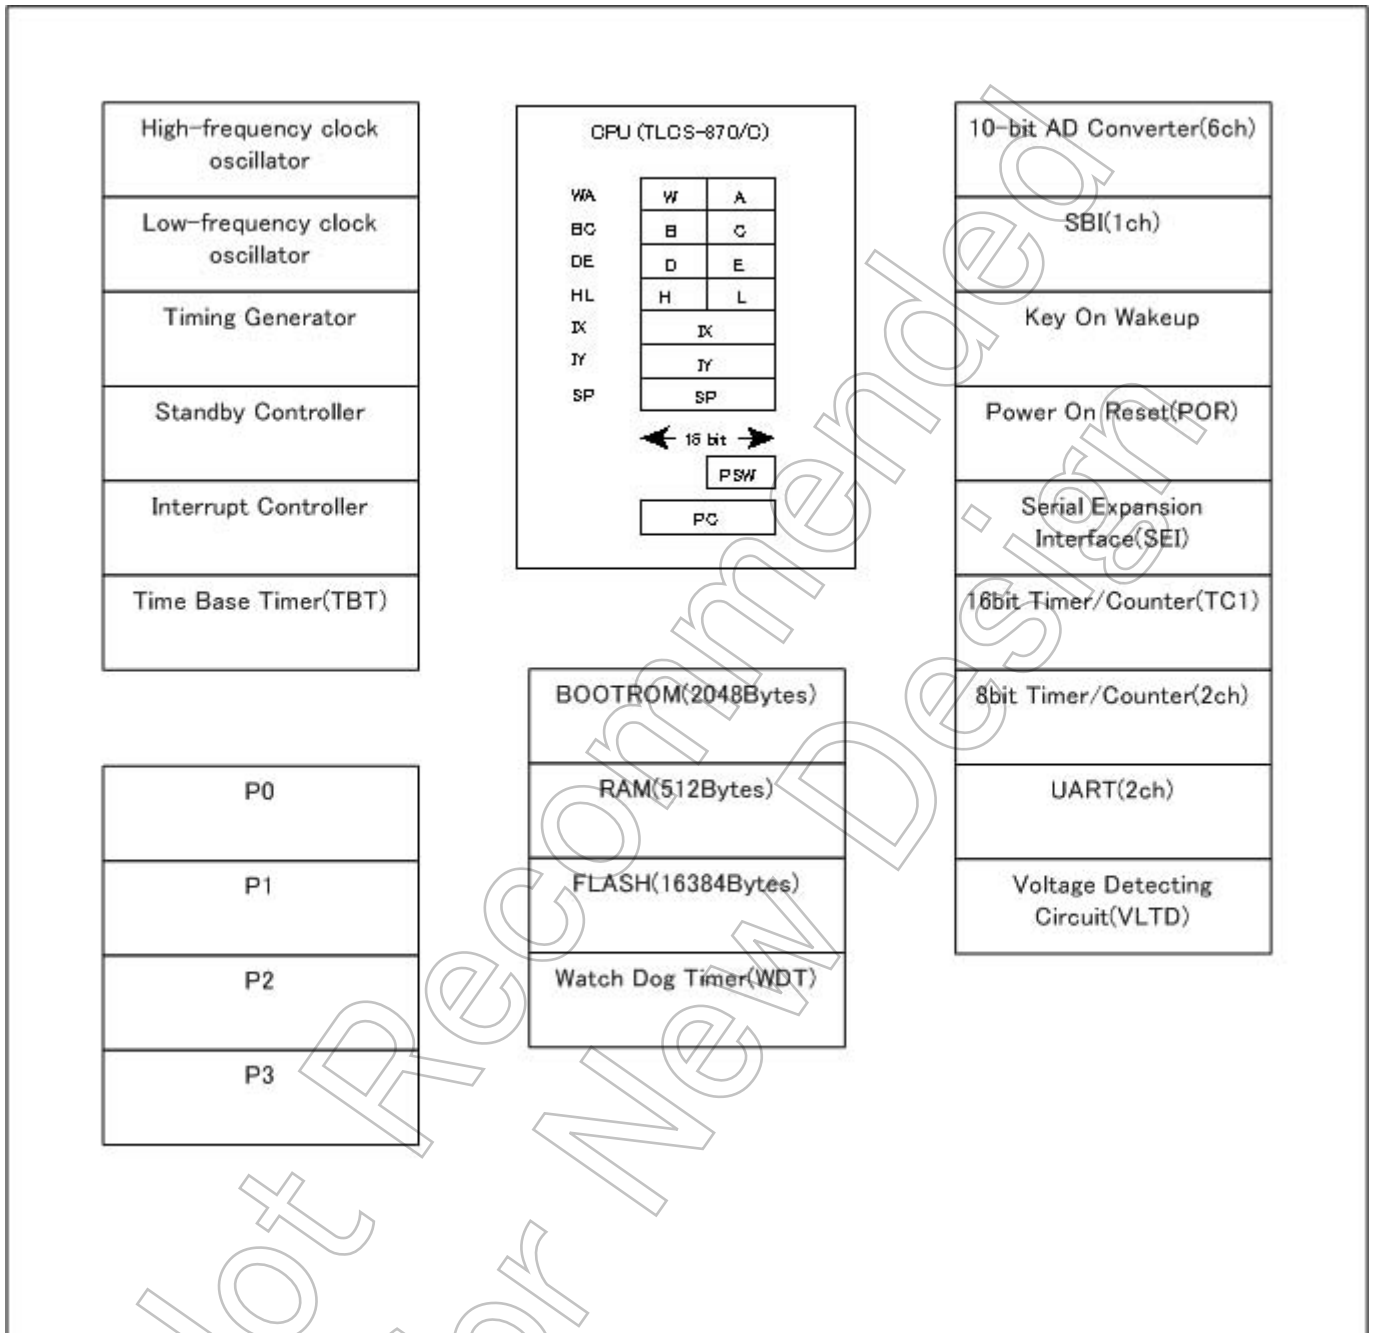 High-frequency clock
oscillator
Low-frequency clock
oscillator
Timing Generator
Standby Controller
Interrupt Controller
Time Base Timer(TBT)
P0
P1
P2
P3
CPU (TLCS-870/C)
WA W A
BC B C
DE D E
HL H L
IX IX
IY IY
SP SP
16 bit
PSW
PC
BOOTROM(2048Bytes)
RAM(512Bytes)
FLASH(16384Bytes)
Watch Dog Timer(WDT)
10-bit AD Converter(6ch)
SBI(1ch)
Key On Wakeup
Power On Reset(POR)
Serial Expansion
Interface(SEI)
16bit Timer/Counter(TC1)
8bit Timer/Counter(2ch)
UART(2ch)
Voltage Detecting
Circuit(VLTD)
Not Recommended
for New Design